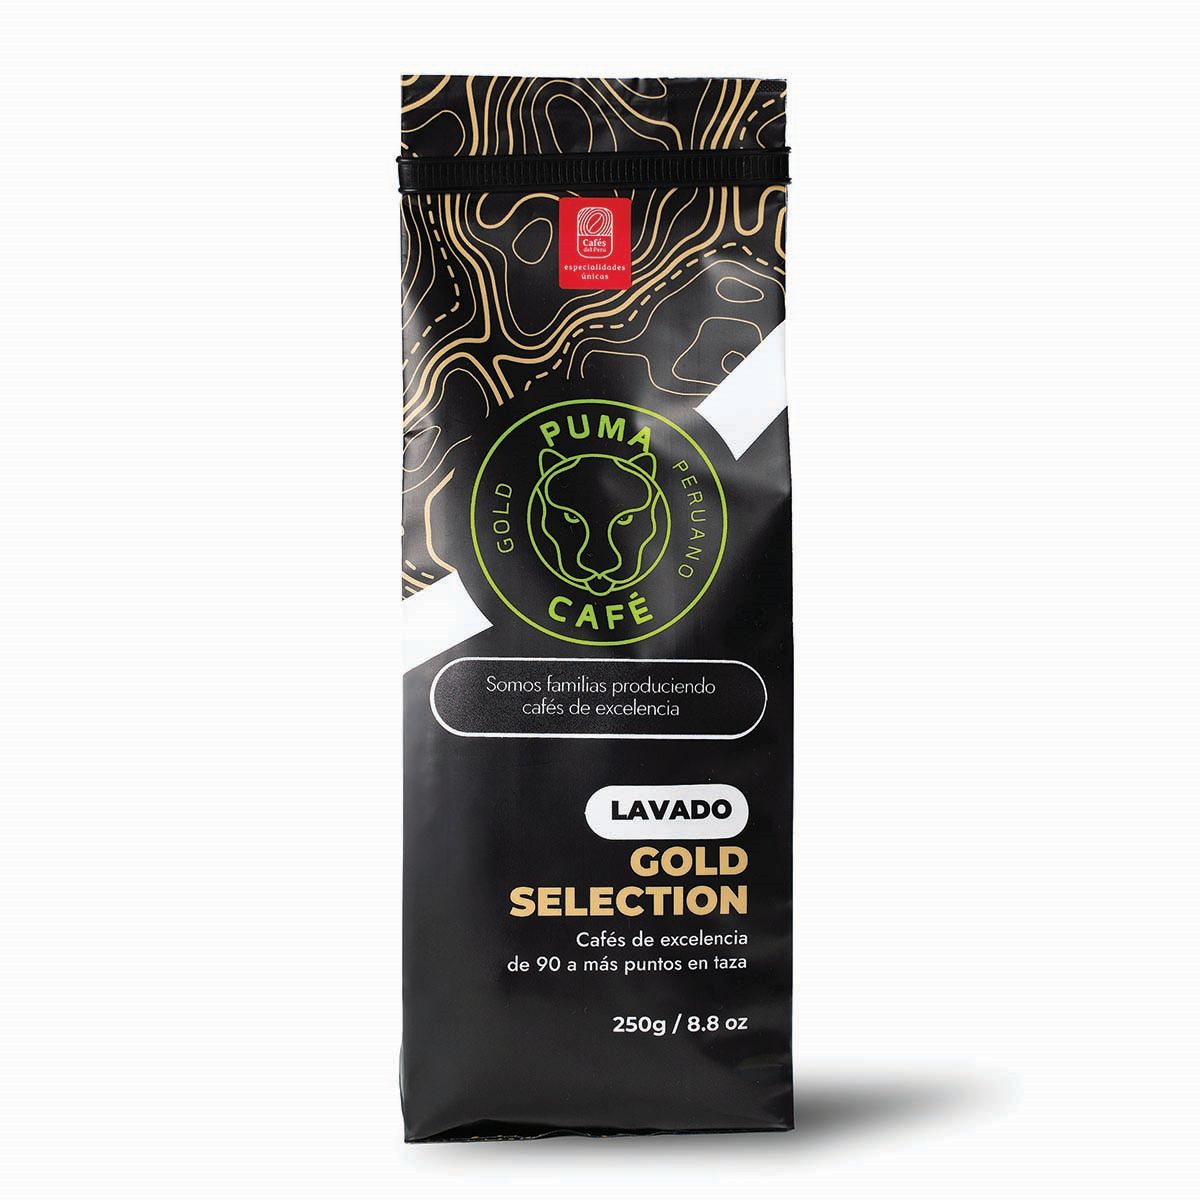 Cafés
del Perú
especialidades
únicas
PUMA
GOLD
PERUANO
CAFÉ
Somos familias produciendo
cafés de excelencia
LAVADO
GOLD
SELECTION
Cafés de excelencia
de 90 a más puntos en taza
250g / 8.8 oz